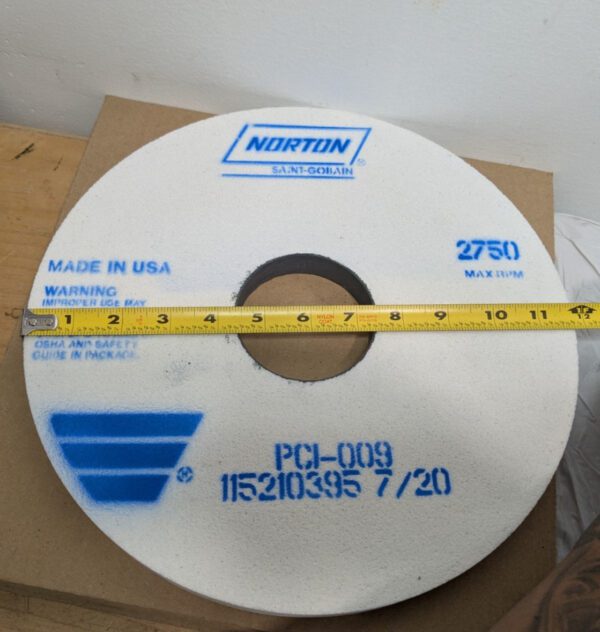 NORTON
®
SAINT-GOBAIN
2750
MAX RPM
MADE IN USA
WARNING
IMPROPER USE MAY
1 2 3 4 5 6 7 8 9 10 11
OSHA AND SAFETY
GUIDE IN PACKAGE.
®
PCI-009
115210395 7/20